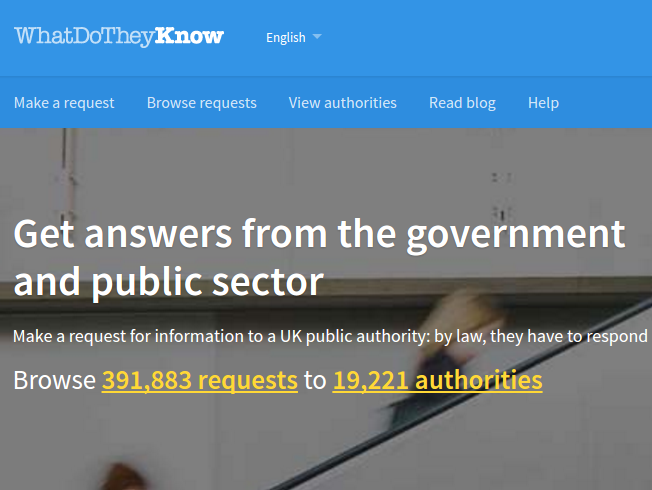 WhatDoTheyKnow
English
Make a request Browse requests View authorities Read blog Help
Get answers from the government
and public sector
Make a request for information to a UK public authority: by law, they have to respond
Browse 391,883 requests to 19,221 authorities